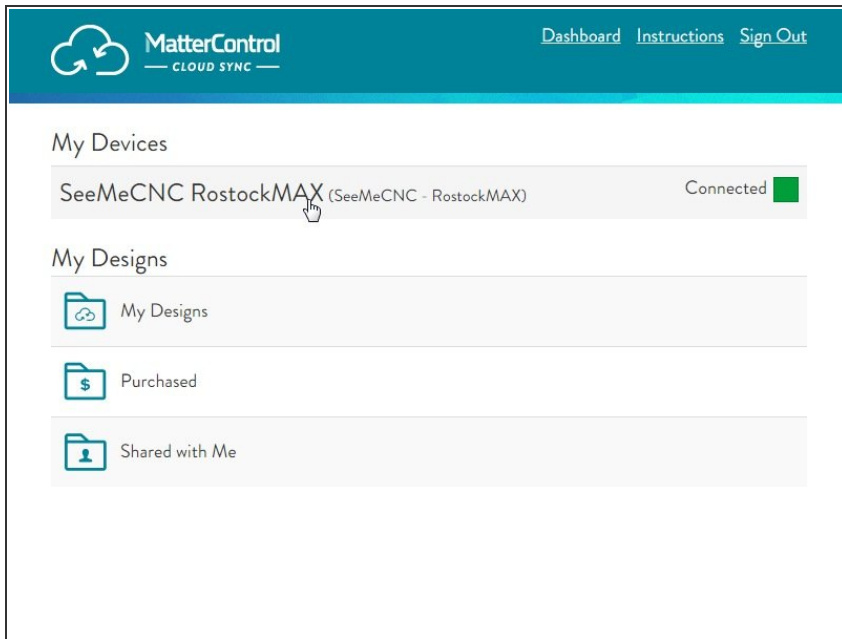 MatterControl
CLOUD SYNC
Dashboard Instructions Sign Out
My Devices
SeeMeCNC RostockMAX (SeeMeCNC - RostockMAX) Connected
My Designs
My Designs
$ Purchased
Shared with Me